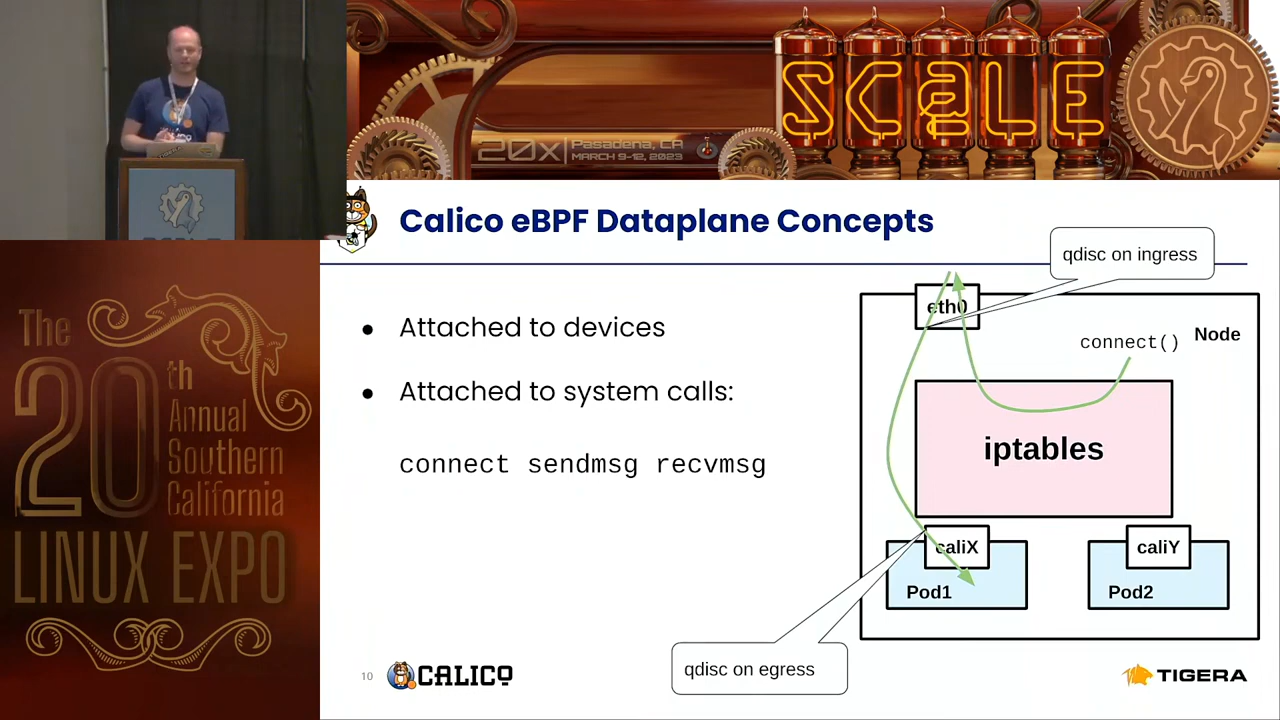 SCALE
20x
Pasadena, CA
MARCH 9-12, 2023
The
20th
Annual
Southern
California
LINUX EXPO
Calico eBPF Dataplane Concepts
● Attached to devices
● Attached to system calls:
connect sendmsg recvmsg
qdisc on ingress
eth0
connect()
Node
iptables
caliX
caliY
Pod1
Pod2
qdisc on egress
10
CALICO
TIGERA